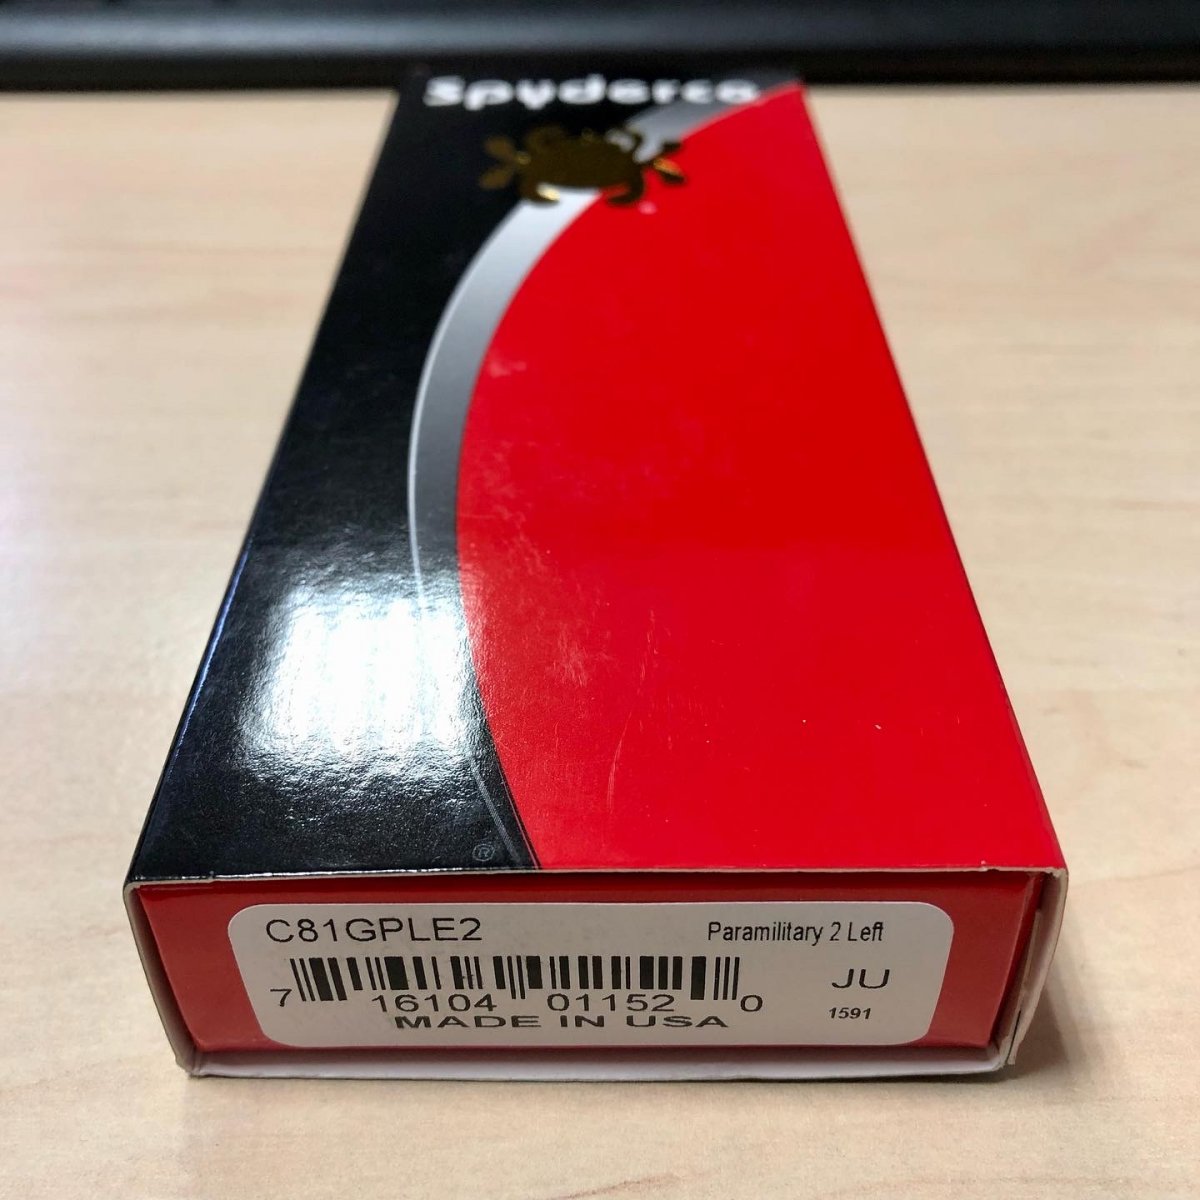 Spyderco
®
C81GPLE2
Paramilitary 2 Left
JU
7 16104 01152 0
1591
MADE IN USA